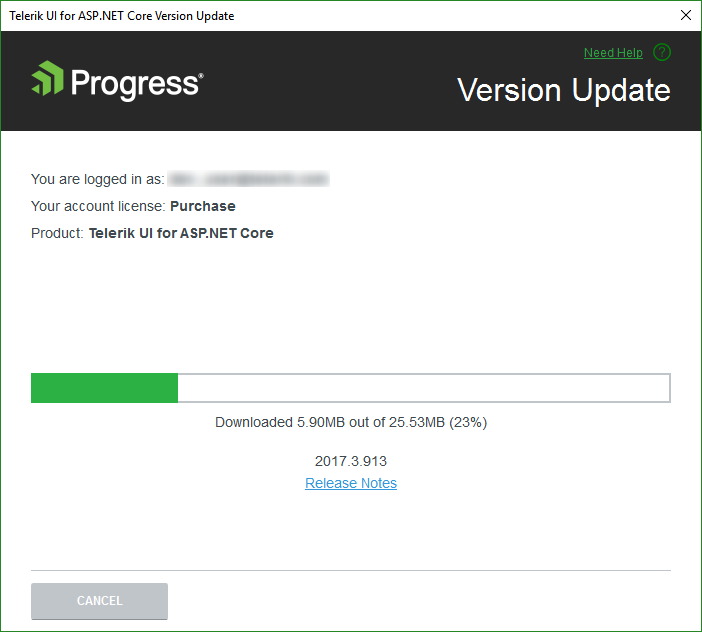 Telerik UI for ASP.NET Core Version Update
Need Help ?
Progress®
Version Update
You are logged in as:
Your account license: Purchase
Product: Telerik UI for ASP.NET Core
Downloaded 5.90MB out of 25.53MB (23%)
2017.3.913
Release Notes
CANCEL